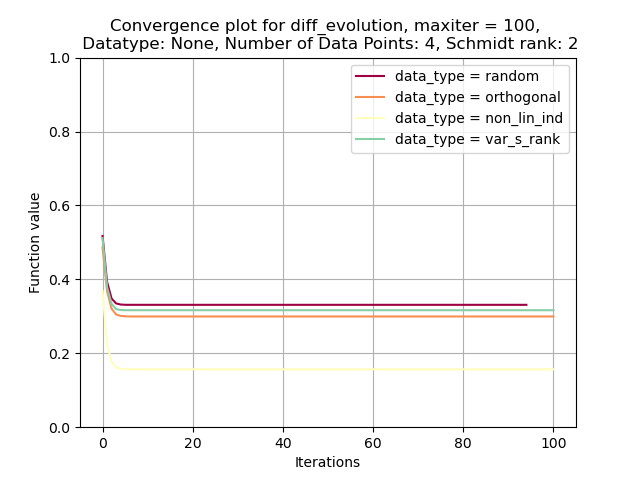 Convergence plot for diff_evolution, maxiter = 100,
Datatype: None, Number of Data Points: 4, Schmidt rank: 2
data_type = random
data_type = orthogonal
data_type = non_lin_ind
data_type = var_s_rank
Function value
1.0
0.8
0.6
0.4
0.2
0.0
0 20 40 60 80 100
Iterations